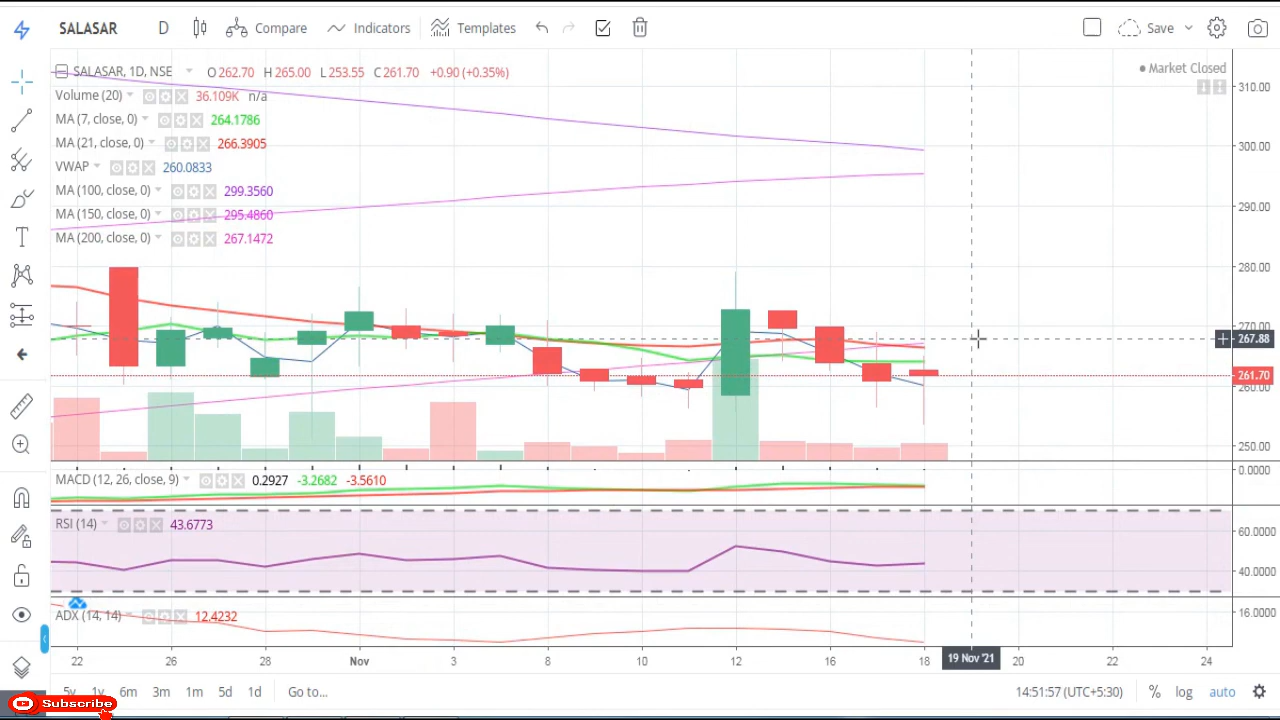 SALASAR D Compare Indicators Templates Save
SALASAR, 1D, NSE O 262.70 H 265.00 L 253.55 C 261.70 +0.90 (+0.35%)
Market Closed
Volume (20) 36.109K n/a
MA (7, close, 0) 264.1786
MA (21, close, 0) 266.3905
VWAP 260.0833
MA (100, close, 0) 299.3560
MA (150, close, 0) 295.4860
MA (200, close, 0) 267.1472
310.00
300.00
290.00
280.00
270.00
267.88
261.70
260.00
250.00
MACD (12, 26, close, 9) 0.2927 -3.2682 -3.5610
0.0000
RSI (14) 43.6773
60.0000
40.0000
ADX (14, 14) 12.4232
16.0000
22 26 28 Nov 3 8 10 12 16 18 19 Nov '21 20 22 24
5y 1y 6m 3m 1m 5d 1d Go to... 14:51:57 (UTC+5:30) % log auto
Subscribe